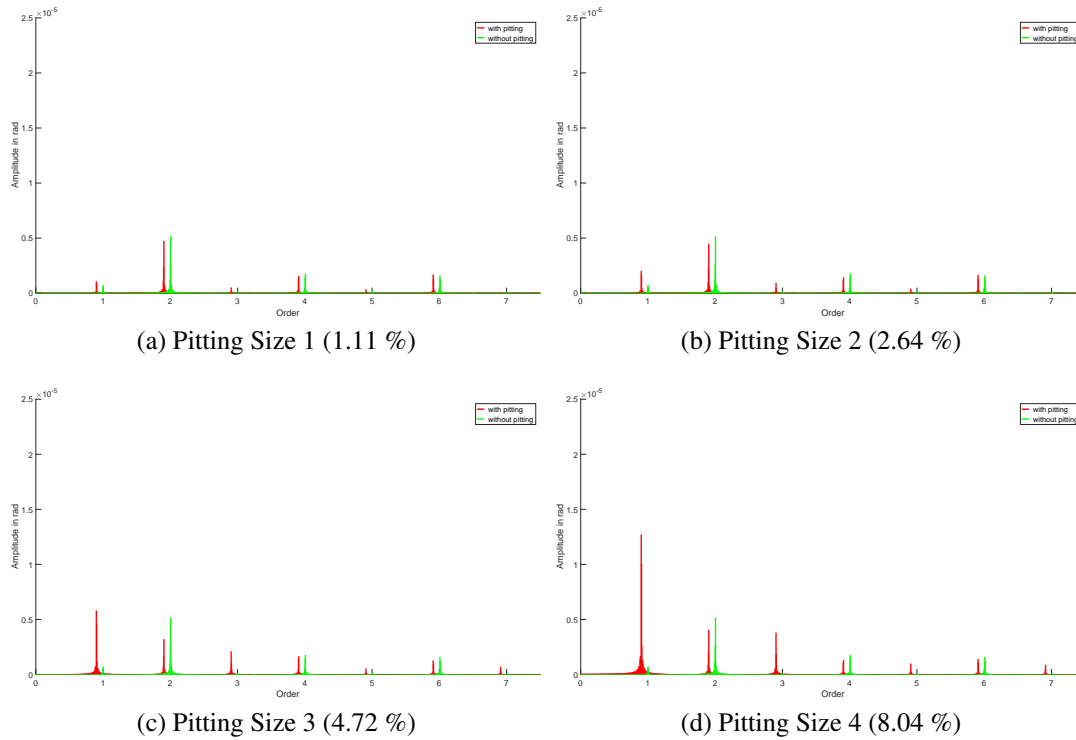 ×10⁻⁵
2.5
2
1.5
1
0.5
0
Amplitude in rad
with pitting
without pitting
0 1 2 3 4 5 6 7
Order
(a) Pitting Size 1 (1.11 %)
×10⁻⁵
2.5
2
1.5
1
0.5
0
Amplitude in rad
with pitting
without pitting
0 1 2 3 4 5 6 7
Order
(b) Pitting Size 2 (2.64 %)
×10⁻⁵
2.5
2
1.5
1
0.5
0
Amplitude in rad
with pitting
without pitting
0 1 2 3 4 5 6 7
Order
(c) Pitting Size 3 (4.72 %)
×10⁻⁵
2.5
2
1.5
1
0.5
0
Amplitude in rad
with pitting
without pitting
0 1 2 3 4 5 6 7
Order
(d) Pitting Size 4 (8.04 %)